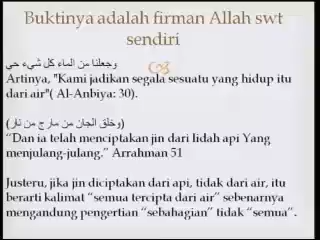 Buktinya adalah firman Allah swt
sendiri
وجعلنا من الماء كل شيء حي
Artinya, "Kami jadikan segala sesuatu yang hidup itu
dari air"( Al-Anbiya: 30).
(وخلق الجان من مارج من نار)
“Dan ia telah menciptakan jin dari lidah api Yang
menjulang-julang.” Arrahman 51
Justeru, jika jin diciptakan dari api, tidak dari air, itu
berarti kalimat “semua tercipta dari air” sebenarnya
mengandung pengertian “sebahagian” tidak “semua”.